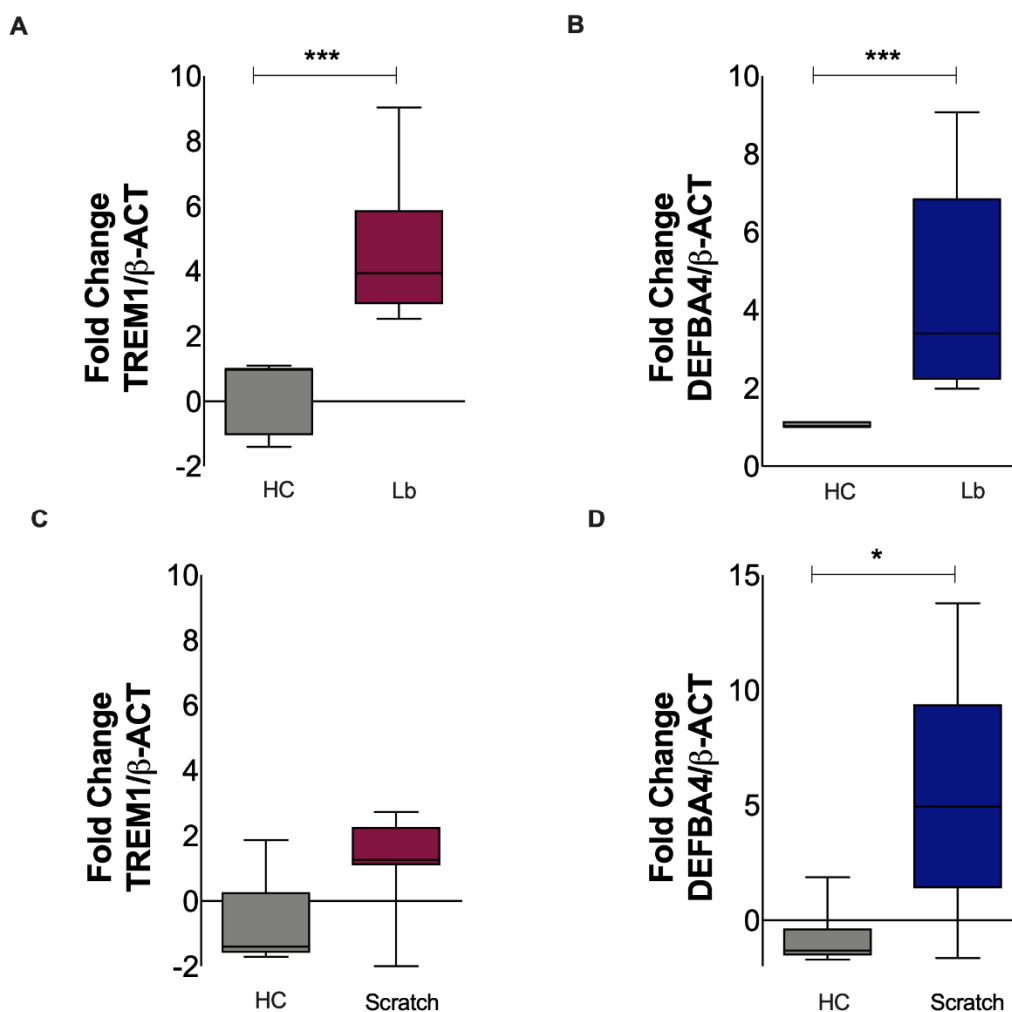 A
***
10
8
6
4
2
0
-2
Fold Change
TREM1/β-ACT
HC
Lb
B
***
10
8
6
4
2
0
Fold Change
DEFBA4/β-ACT
HC
Lb
C
10
8
6
4
2
0
-2
Fold Change
TREM1/β-ACT
HC
Scratch
D
*
15
10
5
0
Fold Change
DEFBA4/β-ACT
HC
Scratch